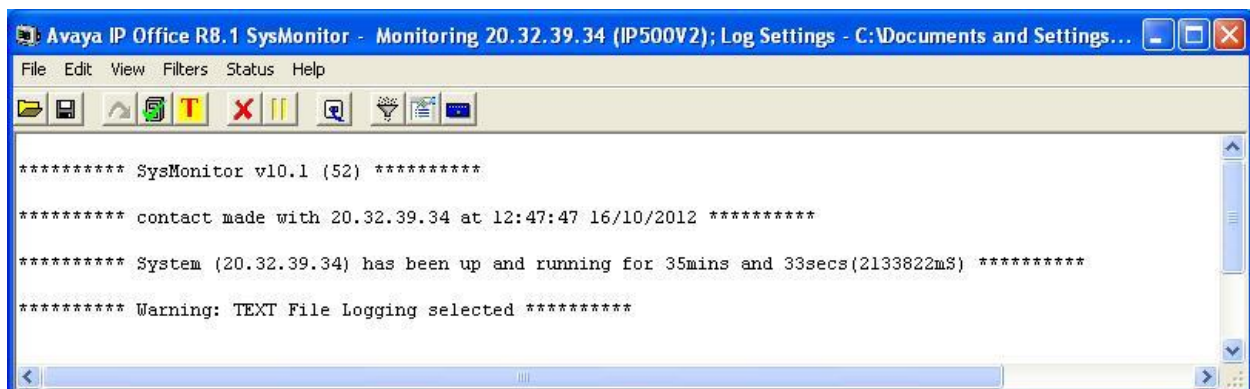 Avaya IP Office R8.1 SysMonitor - Monitoring 20.32.39.34 (IP500V2); Log Settings - C:\Documents and Settings...
File Edit View Filters Status Help
T
********** SysMonitor v10.1 (52) **********
********** contact made with 20.32.39.34 at 12:47:47 16/10/2012 **********
********** System (20.32.39.34) has been up and running for 35mins and 33secs(2133822mS) **********
********** Warning: TEXT File Logging selected **********